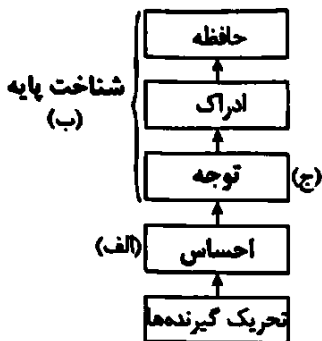 حافظه
شناخت پایه
(ب)
ادراک
توجه
(ج)
احساس
(الف)
تحریک گیرنده‌ها